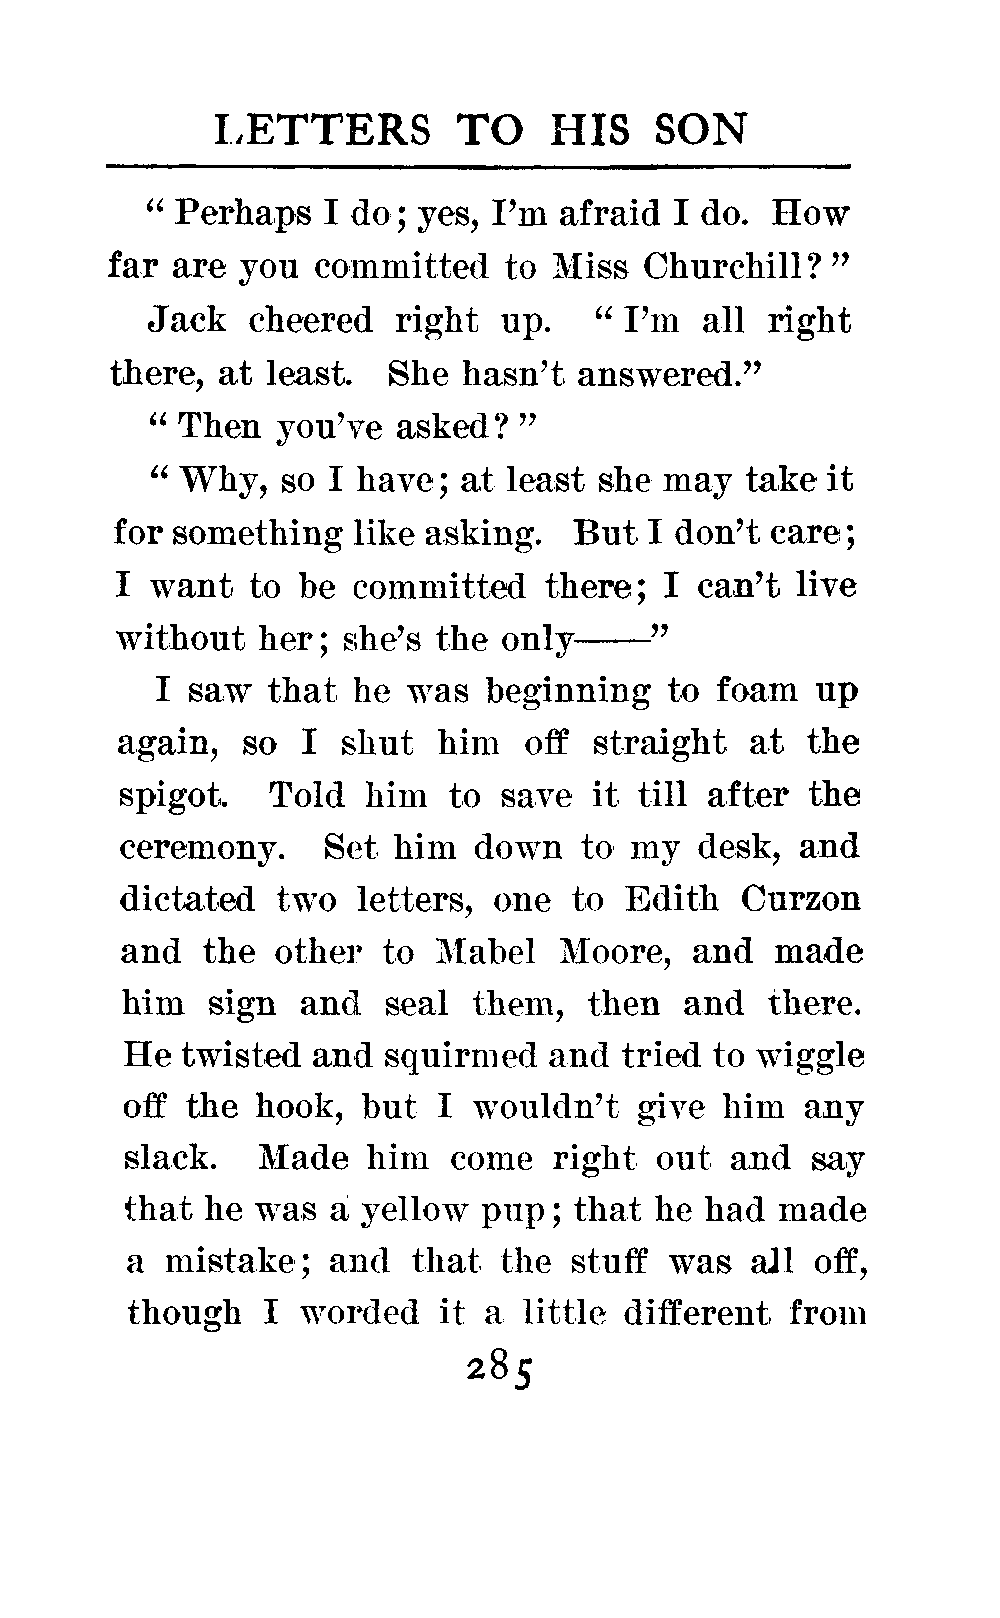 LETTERS TO HIS SON
“ Perhaps I do; yes, I’m afraid I do. How
far are you committed to Miss Churchill? ”
Jack cheered right up. “ I’m all right
there, at least. She hasn’t answered.”
“ Then you’ve asked? ”
“ Why, so I have; at least she may take it
for something like asking. But I don’t care;
I want to be committed there; I can’t live
without her; she’s the only——”
I saw that he was beginning to foam up
again, so I shut him off straight at the
spigot. Told him to save it till after the
ceremony. Set him down to my desk, and
dictated two letters, one to Edith Curzon
and the other to Mabel Moore, and made
him sign and seal them, then and there.
He twisted and squirmed and tried to wiggle
off the hook, but I wouldn’t give him any
slack. Made him come right out and say
that he was a yellow pup; that he had made
a mistake; and that the stuff was all off,
though I worded it a little different from
285